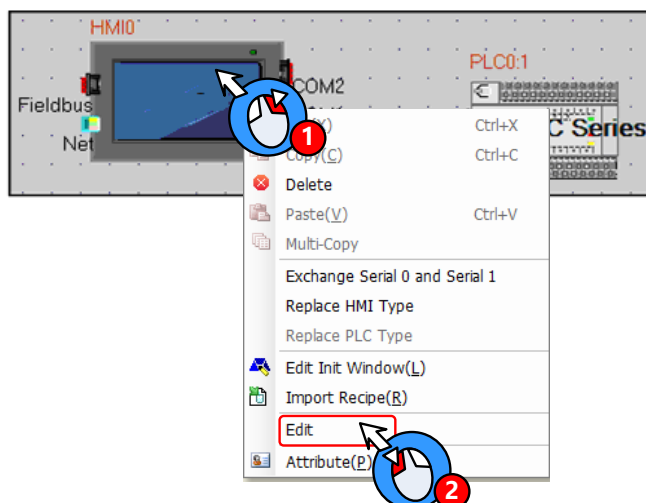 HMI0
PLC0:1
COM2
Fieldbus
Net
C Series
1
Ctrl+X
Copy(C) Ctrl+C
Delete
Paste(V) Ctrl+V
Multi-Copy
Exchange Serial 0 and Serial 1
Replace HMI Type
Replace PLC Type
Edit Init Window(L)
Import Recipe(R)
Edit
Attribute(P)
2